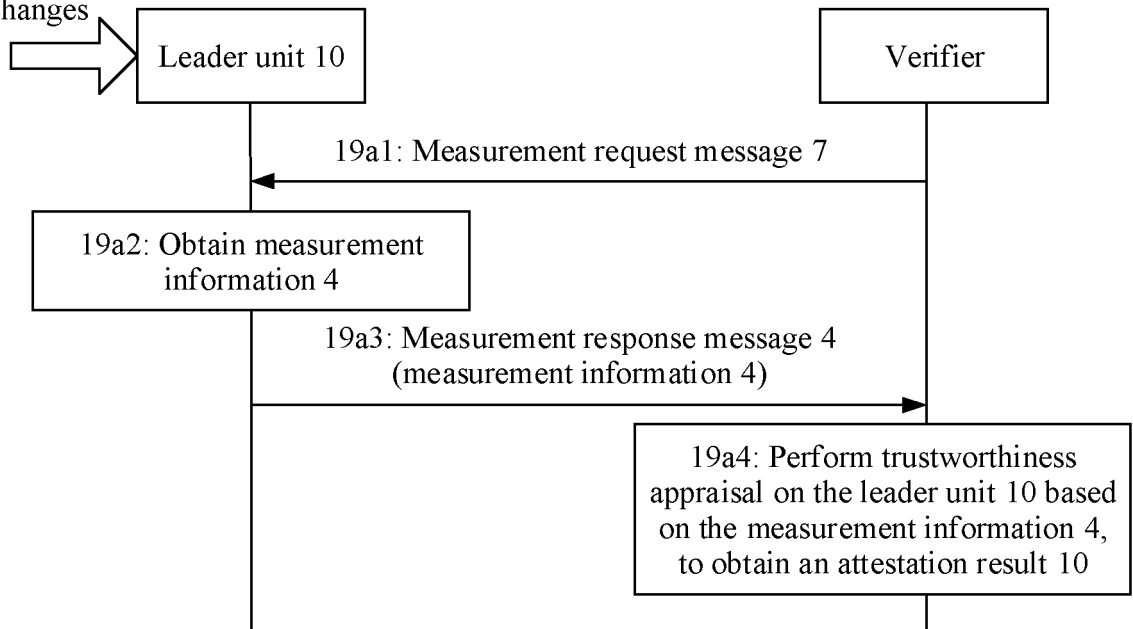 hanges
Leader unit 10
Verifier
19a1: Measurement request message 7
19a2: Obtain measurement
information 4
19a3: Measurement response message 4
(measurement information 4)
19a4: Perform trustworthiness
appraisal on the leader unit 10 based
on the measurement information 4,
to obtain an attestation result 10